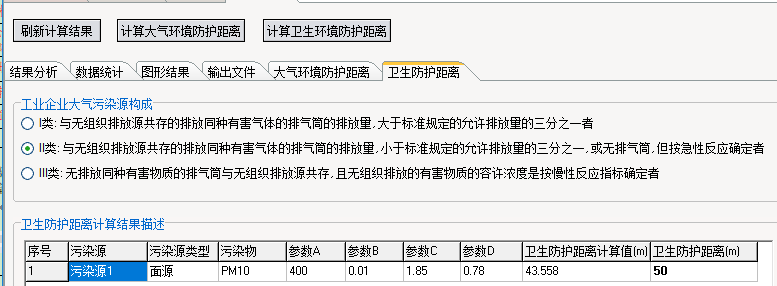 刷新计算结果 计算大气环境防护距离 计算卫生环境防护距离
结果分析 数据统计 图形结果 输出文件 大气环境防护距离 卫生防护距离
工业企业大气污染源构成
I类: 与无组织排放源共存的排放同种有害气体的排气筒的排放量, 大于标准规定的允许排放量的三分之一者
II类: 与无组织排放源共存的排放同种有害气体的排气筒的排放量, 小于标准规定的允许排放量的三分之一, 或无排气筒, 但按急性反应确定者
III类: 无排放同种有害物质的排气筒与无组织排放源共存, 且无组织排放的有害物质的容许浓度是按慢性反应指标确定者
卫生防护距离计算结果描述
序号 污染源 污染源类型 污染物 参数A 参数B 参数C 参数D 卫生防护距离计算值(m) 卫生防护距离(m)
1 污染源1 面源 PM10 400 0.01 1.85 0.78 43.558 50